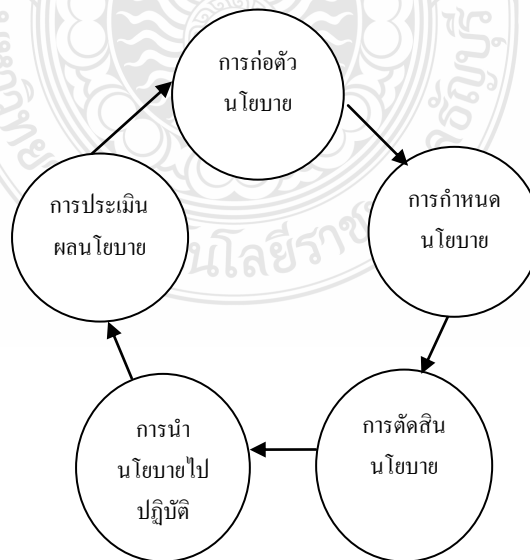 การก่อตัว
นโยบาย
การกำหนด
นโยบาย
การตัดสิน
นโยบาย
การนำ
นโยบายไป
ปฏิบัติ
การประเมิน
ผลนโยบาย